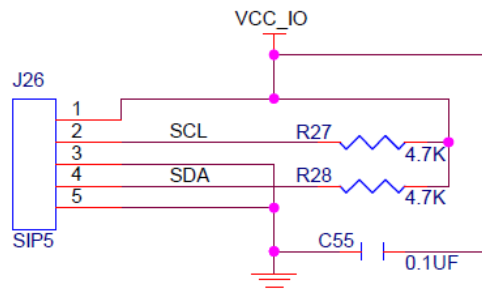 VCC_IO
J26
1
2 SCL R27
4.7K
3
4 SDA R28
4.7K
5
SIP5
C55
0.1UF